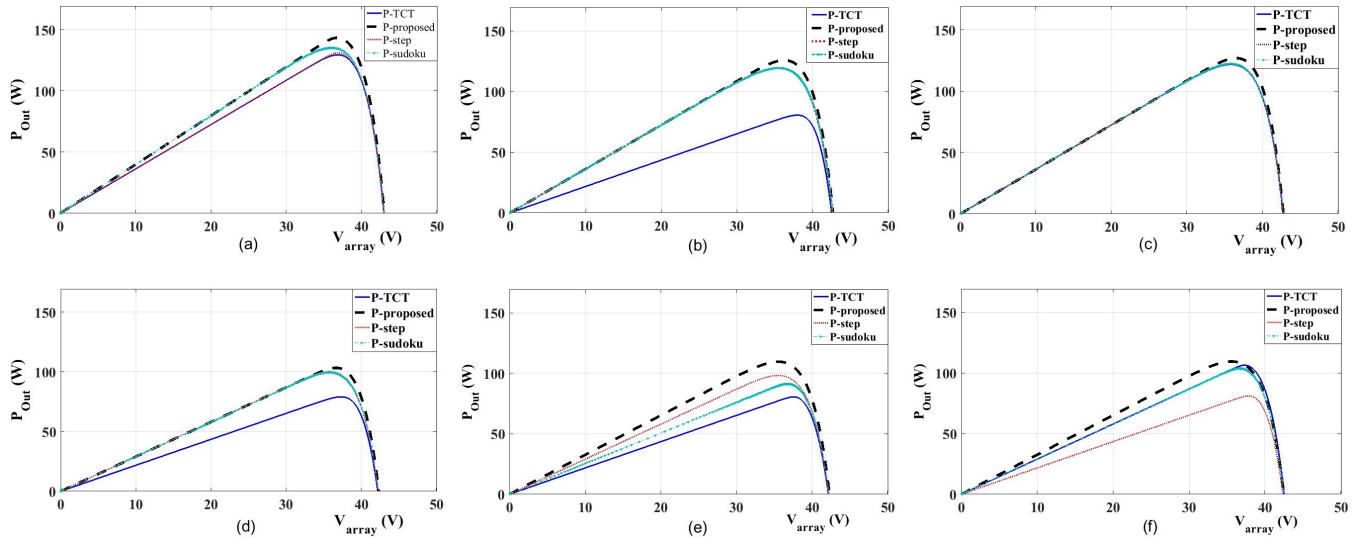 P-TCT
P-proposed
P-step
P-sudoku
P_Out (W)
150
100
50
0
0 10 20 30 40 50
V_array (V)
(a)
P-TCT
P-proposed
P-step
P-sudoku
P_Out (W)
150
100
50
0
0 10 20 30 40 50
V_array (V)
(b)
P-TCT
P-proposed
P-step
P-sudoku
P_Out (W)
150
100
50
0
0 10 20 30 40 50
V_array (V)
(c)
P-TCT
P-proposed
P-step
P-sudoku
P_Out (W)
150
100
50
0
0 10 20 30 40 50
V_array (V)
(d)
P-TCT
P-proposed
P-step
P-sudoku
P_Out (W)
150
100
50
0
0 10 20 30 40 50
V_array (V)
(e)
P-TCT
P-proposed
P-step
P-sudoku
P_Out (W)
150
100
50
0
0 10 20 30 40 50
V_array (V)
(f)